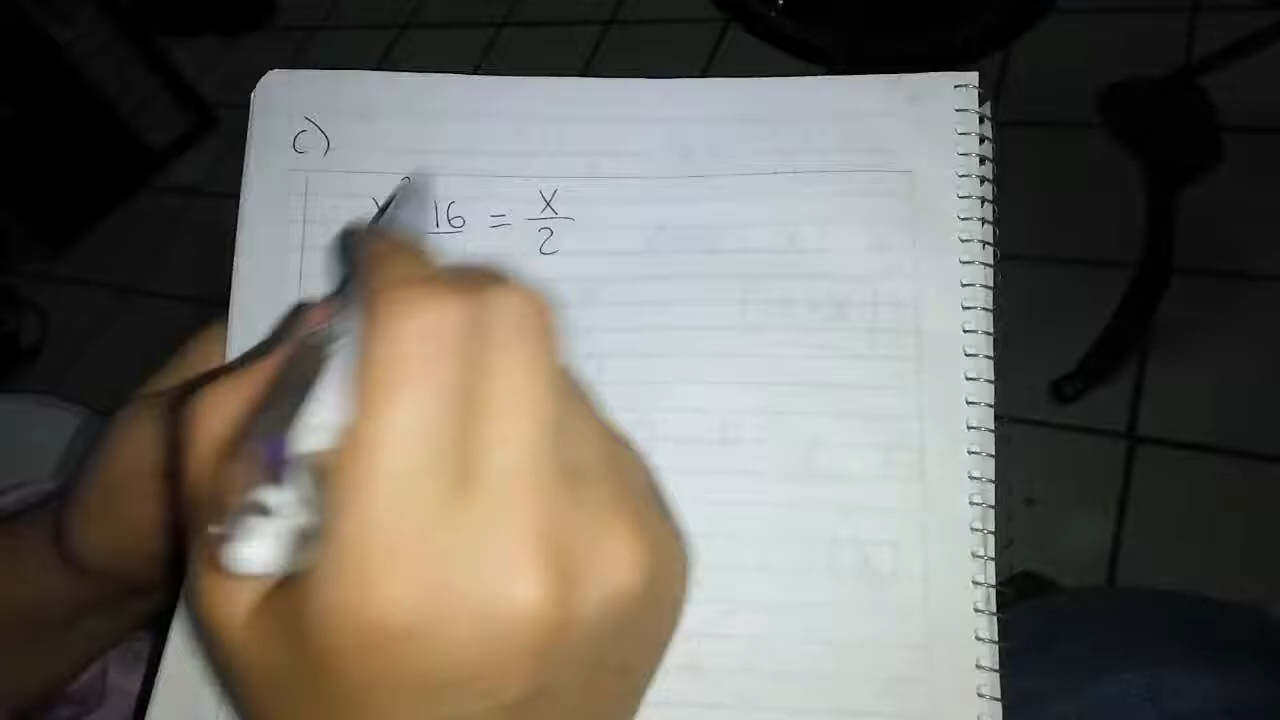 c)
16 = x/2